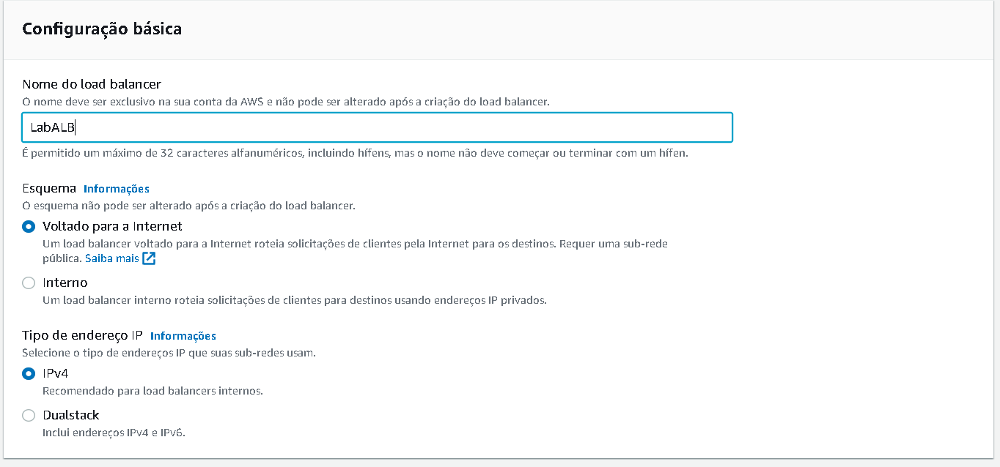 Configuração básica
Nome do load balancer
O nome deve ser exclusivo na sua conta da AWS e não pode ser alterado após a criação do load balancer.
LabALB
É permitido um máximo de 32 caracteres alfanuméricos, incluindo hífens, mas o nome não deve começar ou terminar com um hífen.
Esquema Informações
O esquema não pode ser alterado após a criação do load balancer.
Voltado para a Internet
Um load balancer voltado para a Internet roteia solicitações de clientes pela Internet para os destinos. Requer uma sub-rede
pública. Saiba mais
Interno
Um load balancer interno roteia solicitações de clientes para destinos usando endereços IP privados.
Tipo de endereço IP Informações
Selecione o tipo de endereços IP que suas sub-redes usam.
IPv4
Recomendado para load balancers internos.
Dualstack
Inclui endereços IPv4 e IPv6.